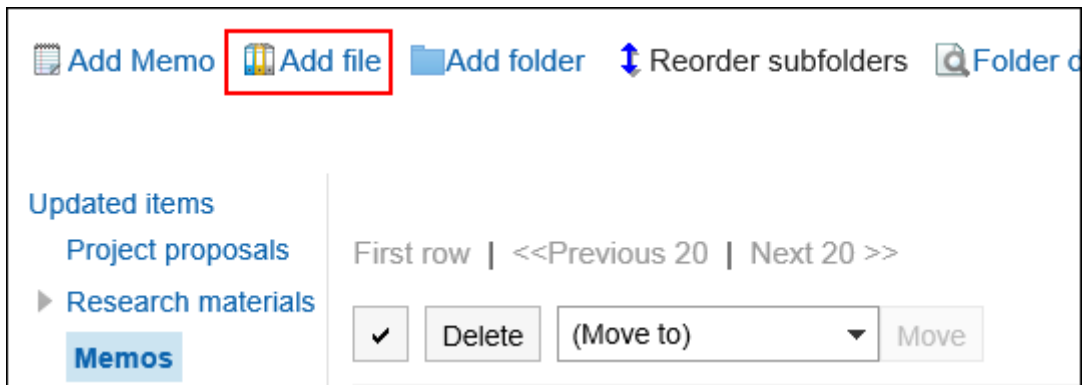 Add Memo Add file Add folder Reorder subfolders Folder
Updated items
Project proposals
First row | <<Previous 20 | Next 20 >>
Research materials
Delete (Move to) Move
Memos